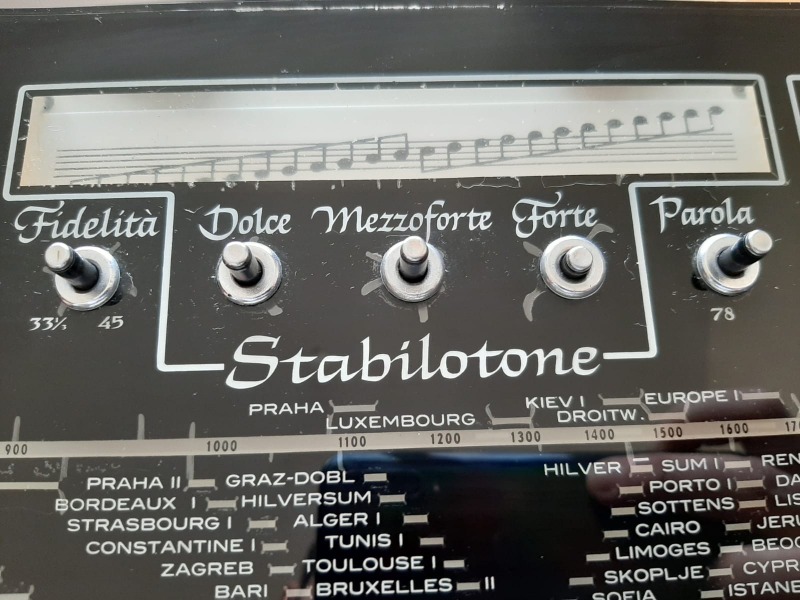 Fidelità Dolce Mezzoforte Forte Parola
33⅓ 45 78
Stabilotone
PRAHA KIEV I EUROPE I
LUXEMBOURG DROITW.
900 1000 1100 1200 1300 1400 1500 1600
HILVER SUM I
PRAHA II GRAZ-DOBL PORTO I
BORDEAUX I HILVERSUM SOTTENS
STRASBOURG I ALGER I CAIRO
CONSTANTINE I TUNIS I LIMOGES
ZAGREB TOULOUSE I SKOPLJE
BARI BRUXELLES II SOFIA